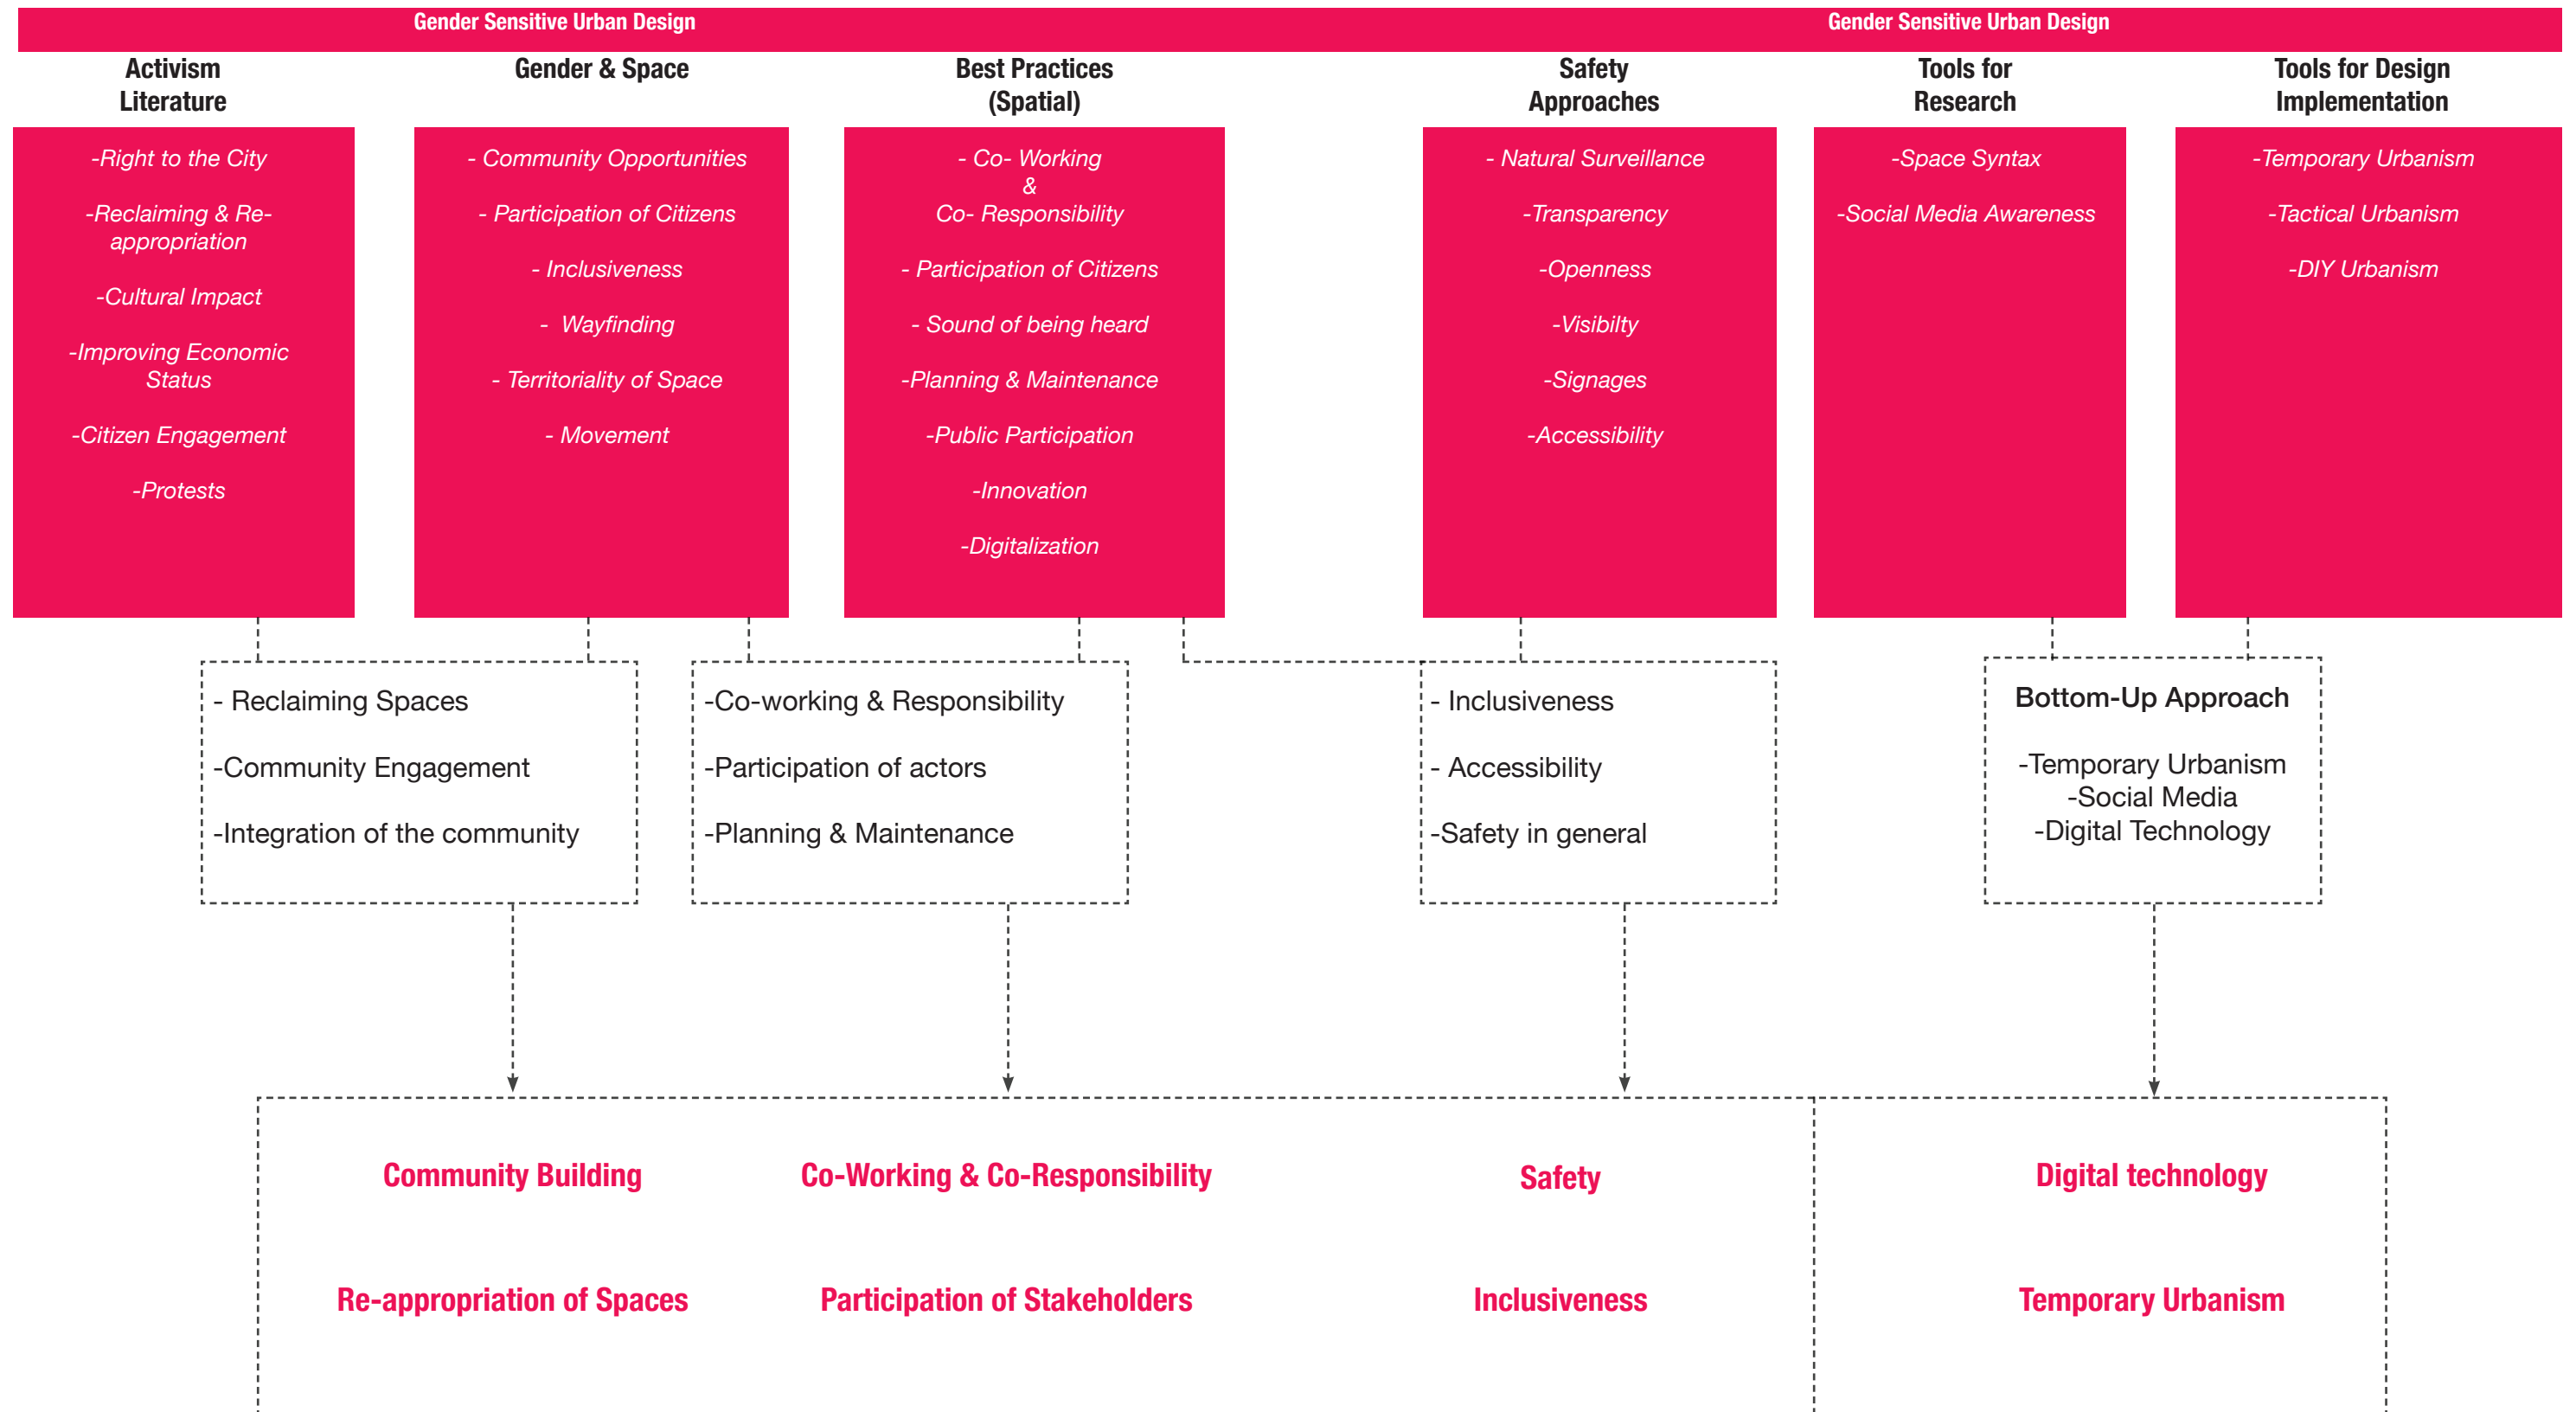 Gender Sensitive Urban Design
Gender Sensitive Urban Design
Activism
Literature
-Right to the City
-Reclaiming & Re-
appropriation
-Cultural Impact
-Improving Economic
Status
-Citizen Engagement
-Protests
Gender & Space
- Community Opportunities
- Participation of Citizens
- Inclusiveness
- Wayfinding
- Territoriality of Space
- Movement
Best Practices
(Spatial)
- Co- Working
&
Co- Responsibility
- Participation of Citizens
- Sound of being heard
-Planning & Maintenance
-Public Participation
-Innovation
-Digitalization
Safety
Approaches
- Natural Surveillance
-Transparency
-Openness
-Visibilty
-Signages
-Accessibility
Tools for
Research
-Space Syntax
-Social Media Awareness
Tools for Design
Implementation
-Temporary Urbanism
-Tactical Urbanism
-DIY Urbanism
- Reclaiming Spaces
-Community Engagement
-Integration of the community
-Co-working & Responsibility
-Participation of actors
-Planning & Maintenance
- Inclusiveness
- Accessibility
-Safety in general
Bottom-Up Approach
-Temporary Urbanism
-Social Media
-Digital Technology
Community Building
Re-appropriation of Spaces
Co-Working & Co-Responsibility
Participation of Stakeholders
Safety
Inclusiveness
Digital technology
Temporary Urbanism